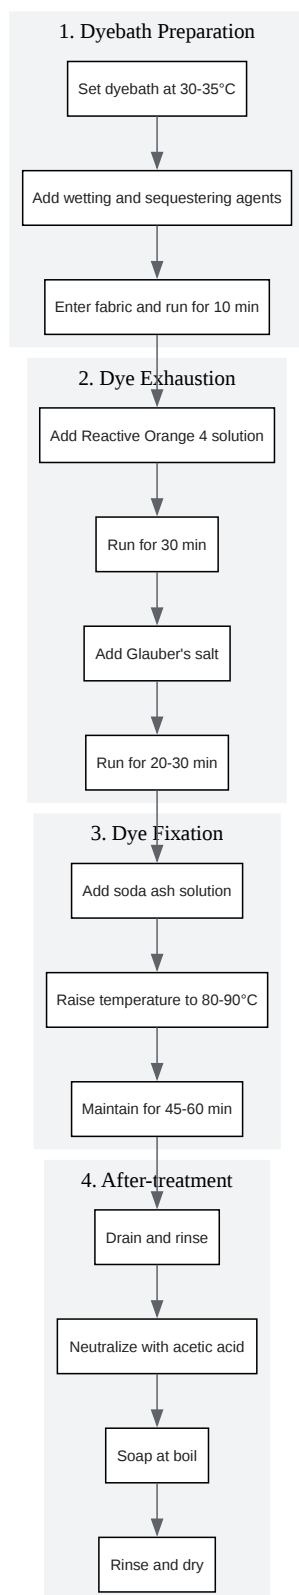 1. Dyebath Preparation
Set dyebath at 30-35°C
Add wetting and sequestering agents
Enter fabric and run for 10 min
2. Dye Exhaustion
Add Reactive Orange 4 solution
Run for 30 min
Add Glauber's salt
Run for 20-30 min
3. Dye Fixation
Add soda ash solution
Raise temperature to 80-90°C
Maintain for 45-60 min
4. After-treatment
Drain and rinse
Neutralize with acetic acid
Soap at boil
Rinse and dry